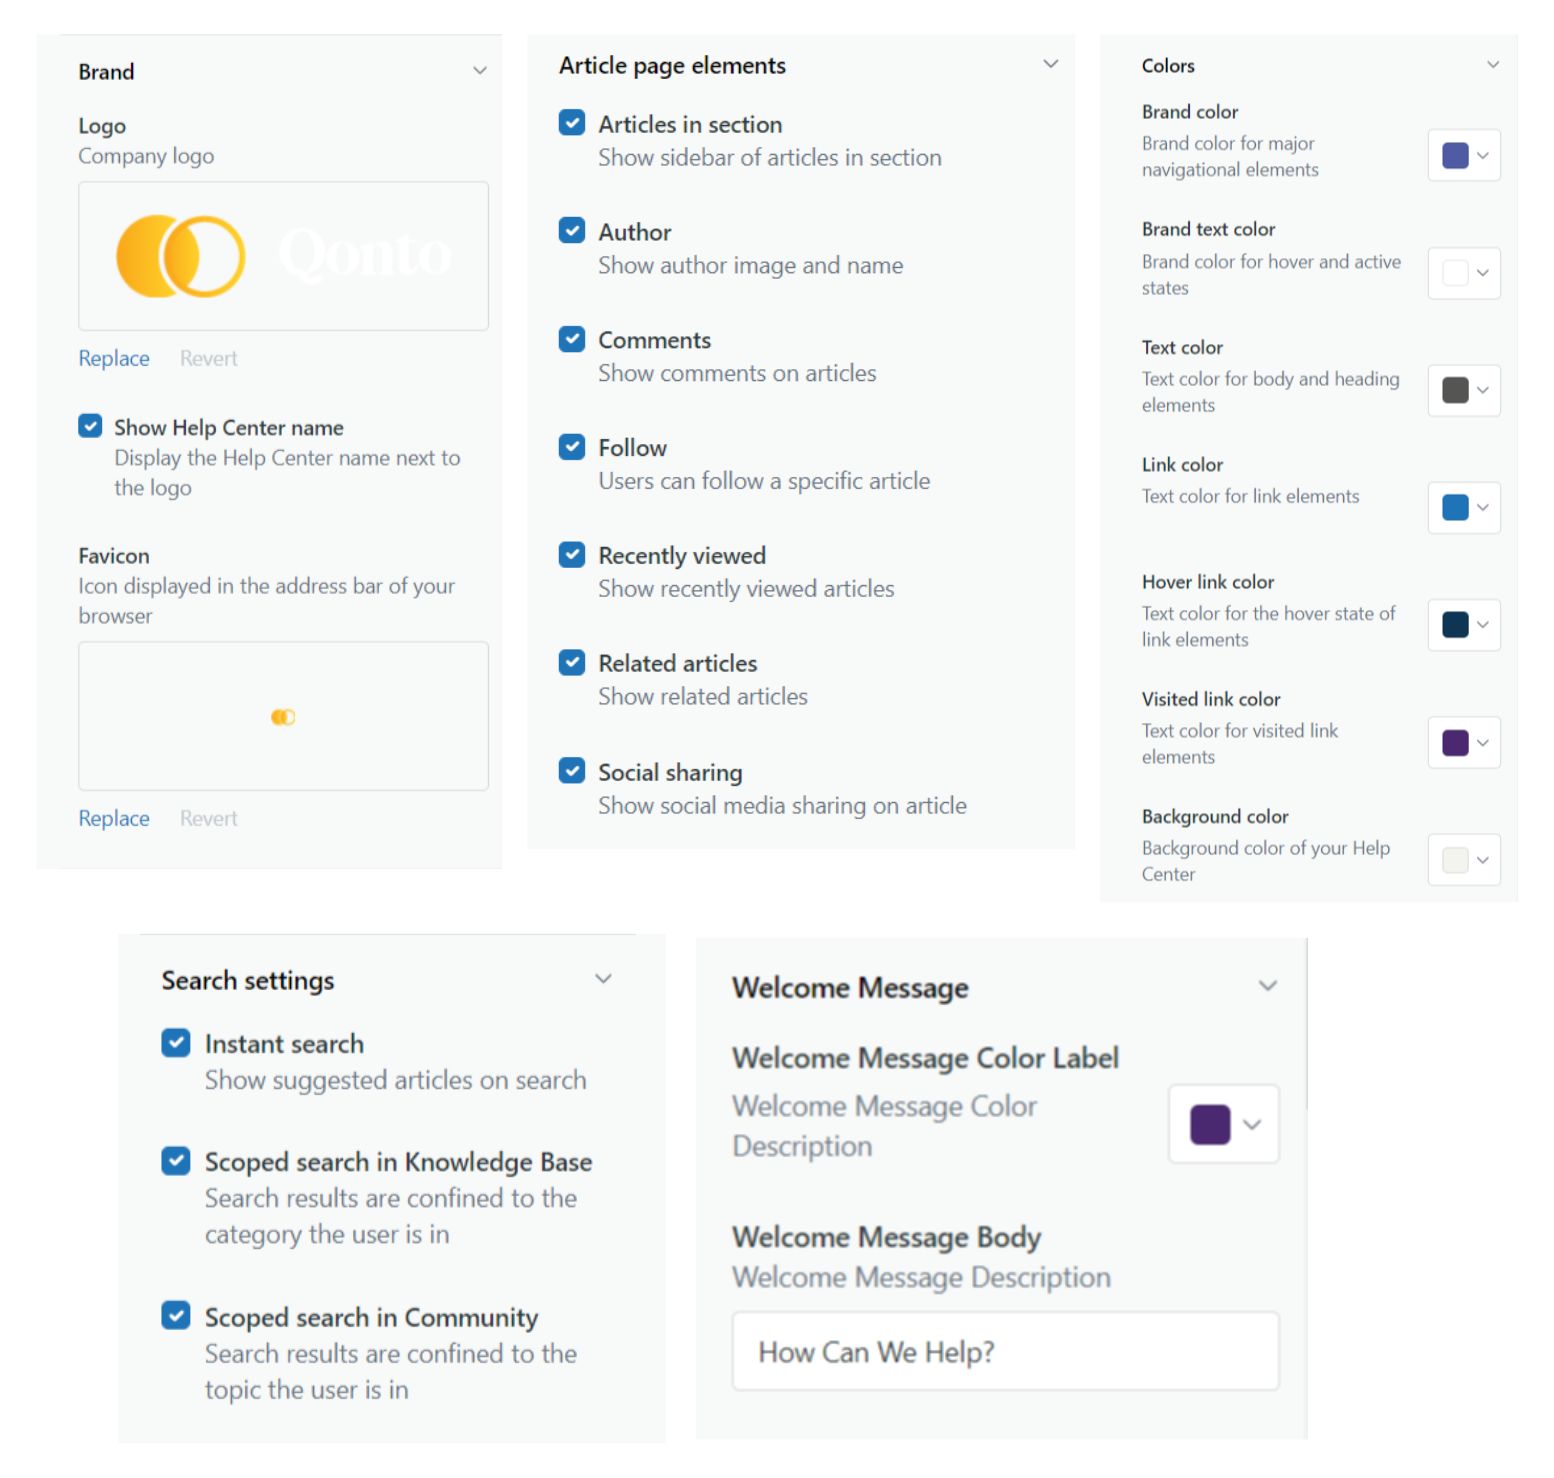 Brand
Logo
Company logo
Qonto
Replace Revert
Show Help Center name
Display the Help Center name next to
the logo
Favicon
Icon displayed in the address bar of your
browser
Replace Revert
Article page elements
Articles in section
Show sidebar of articles in section
Author
Show author image and name
Comments
Show comments on articles
Follow
Users can follow a specific article
Recently viewed
Show recently viewed articles
Related articles
Show related articles
Social sharing
Show social media sharing on article
Colors
Brand color
Brand color for major
navigational elements
Brand text color
Brand color for hover and active
states
Text color
Text color for body and heading
elements
Link color
Text color for link elements
Hover link color
Text color for the hover state of
link elements
Visited link color
Text color for visited link
elements
Background color
Background color of your Help
Center
Search settings
Instant search
Show suggested articles on search
Scoped search in Knowledge Base
Search results are confined to the
category the user is in
Scoped search in Community
Search results are confined to the
topic the user is in
Welcome Message
Welcome Message Color Label
Welcome Message Color
Description
Welcome Message Body
Welcome Message Description
How Can We Help?